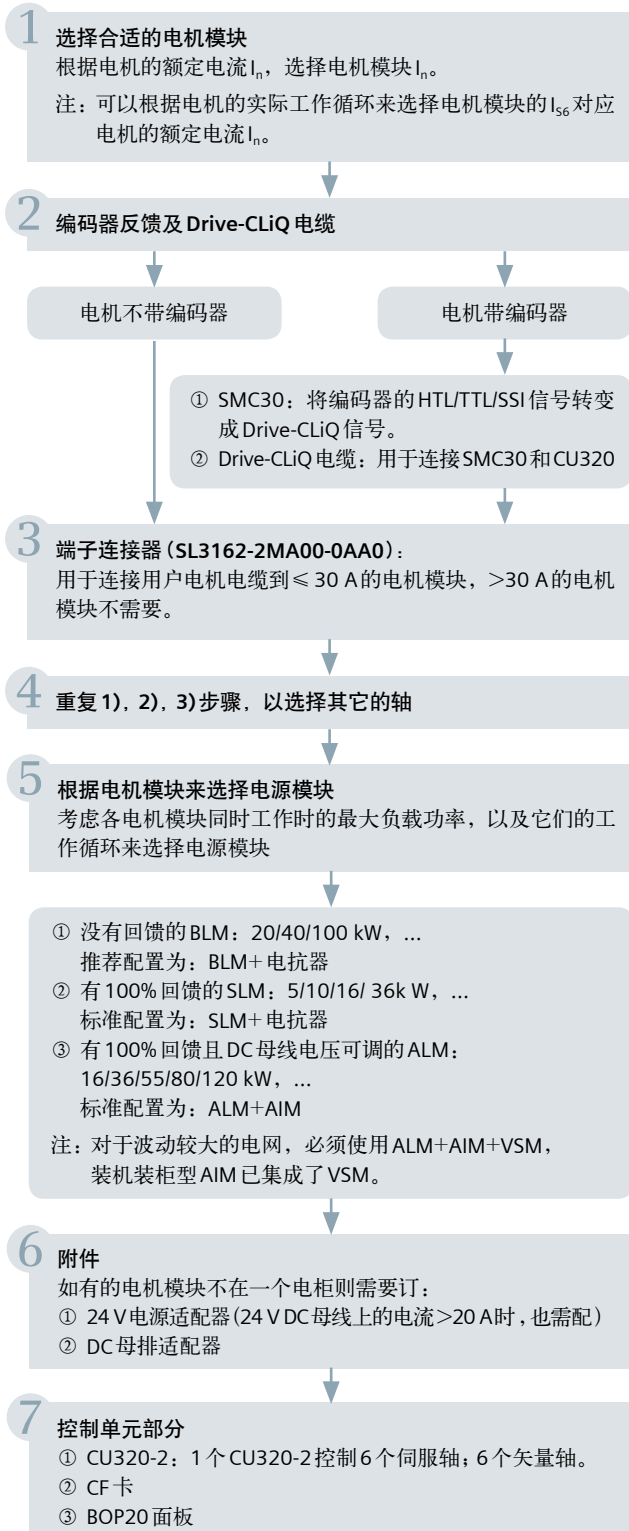 1
选择合适的电机模块
根据电机的额定电流Iₙ，选择电机模块Iₙ。
注：可以根据电机的实际工作循环来选择电机模块的I_S6对应
电机的额定电流Iₙ。
2
编码器反馈及Drive-CLiQ电缆
电机不带编码器
电机带编码器
① SMC30：将编码器的HTL/TTL/SSI信号转变
成Drive-CLiQ信号。
② Drive-CLiQ电缆：用于连接SMC30和CU320
3
端子连接器（SL3162-2MA00-0AA0）：
用于连接用户电机电缆到≤ 30 A的电机模块，>30 A的电机
模块不需要。
4
重复1)，2)，3)步骤，以选择其它的轴
5
根据电机模块来选择电源模块
考虑各电机模块同时工作时的最大负载功率，以及它们的工
作循环来选择电源模块
① 没有回馈的BLM：20/40/100 kW，...
推荐配置为：BLM+电抗器
② 有100%回馈的SLM：5/10/16/ 36k W，...
标准配置为：SLM+电抗器
③ 有100%回馈且DC母线电压可调的ALM：
16/36/55/80/120 kW，...
标准配置为：ALM+AIM
注：对于波动较大的电网，必须使用ALM+AIM+VSM，
装机装柜型AIM已集成了VSM。
6
附件
如有的电机模块不在一个电柜则需要订：
① 24 V电源适配器（24 V DC母线上的电流>20 A时，也需配）
② DC母排适配器
7
控制单元部分
① CU320-2：1个CU320-2控制6个伺服轴；6个矢量轴。
② CF卡
③ BOP20面板